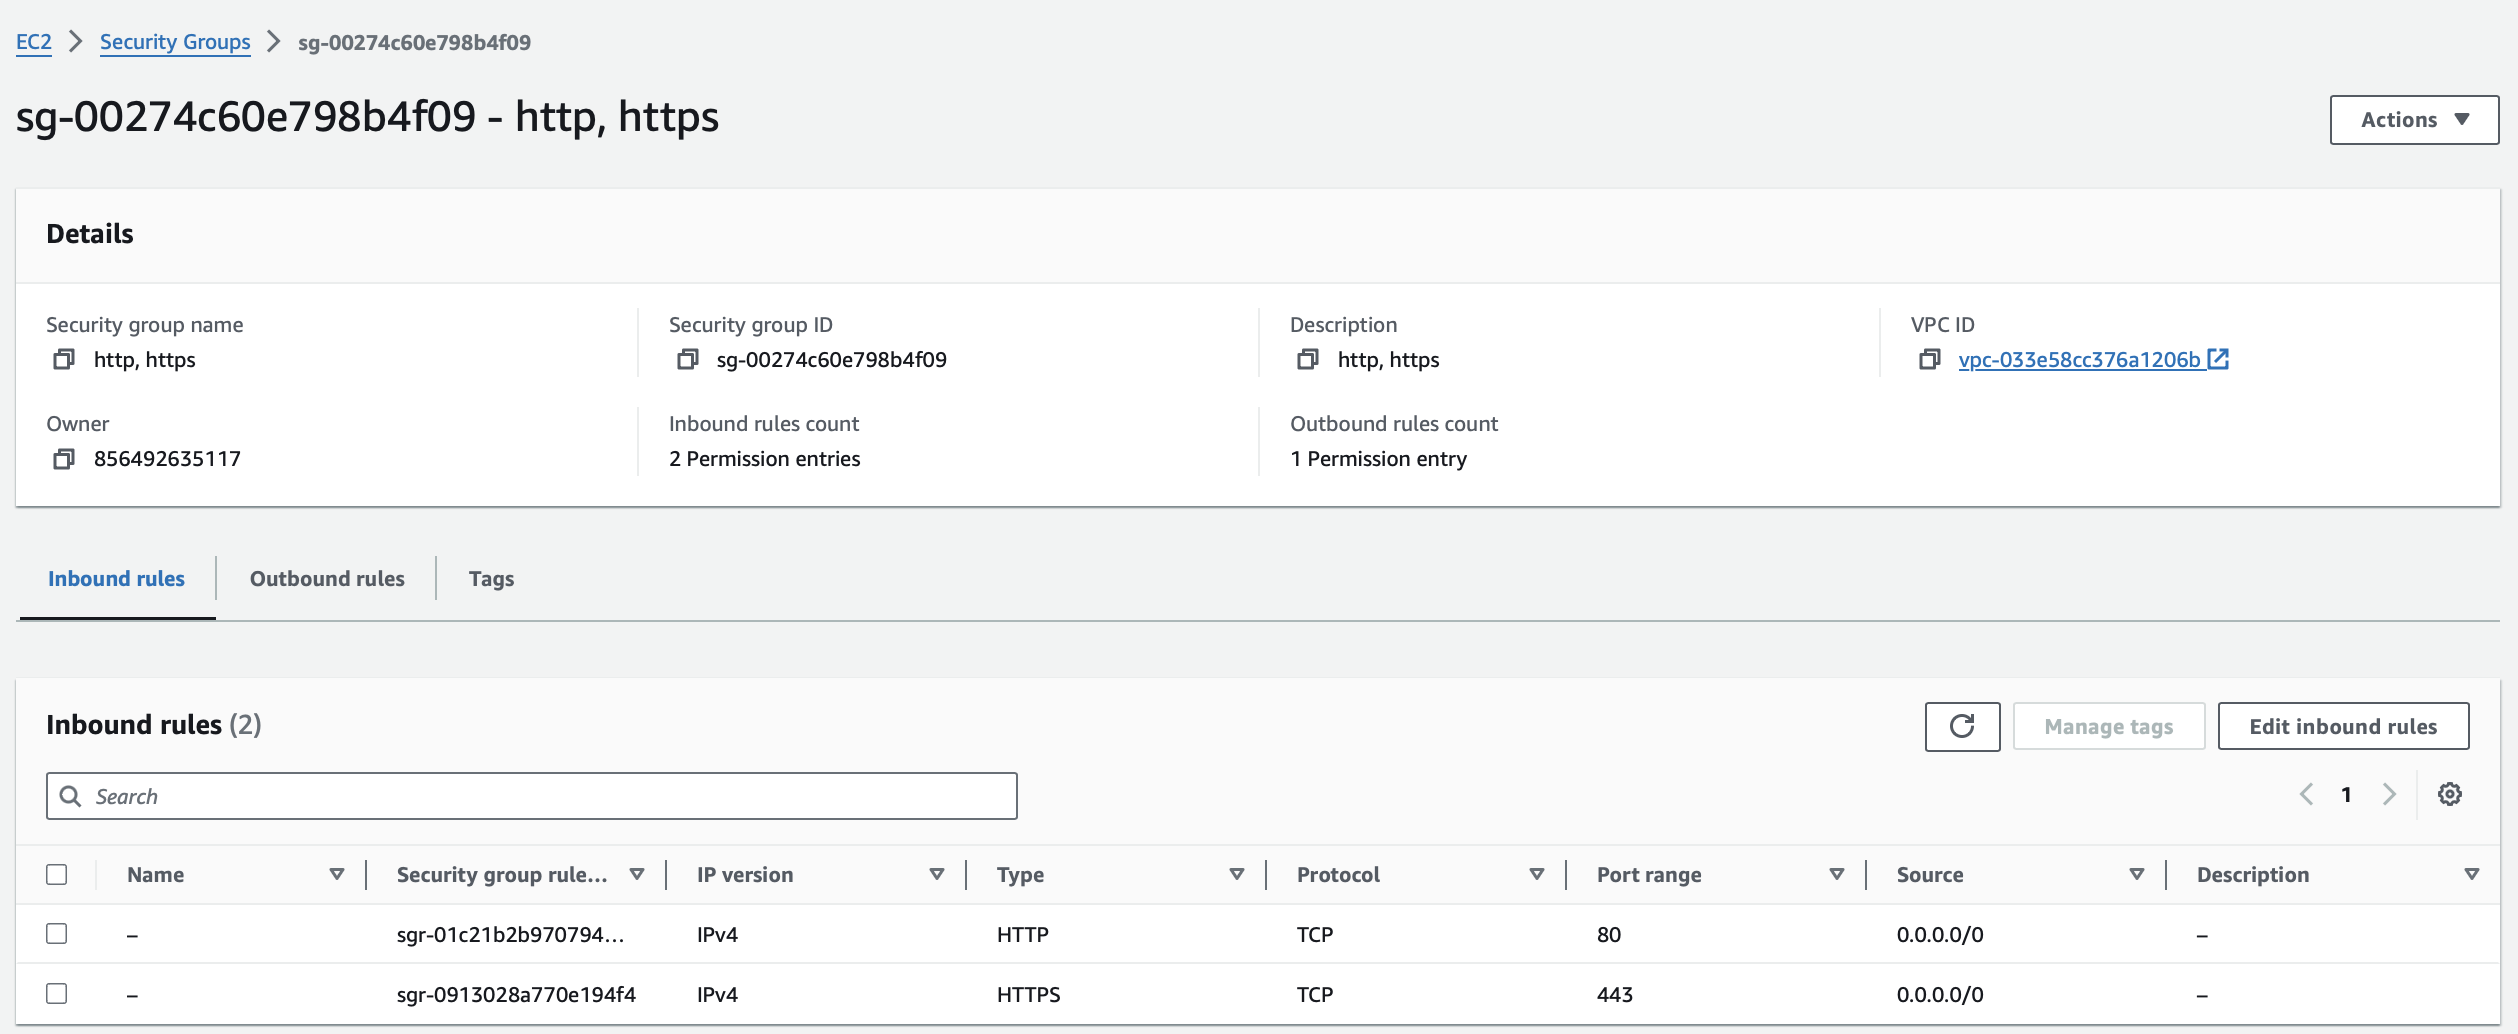 EC2 > Security Groups > sg-00274c60e798b4f09
sg-00274c60e798b4f09 - http, https
Actions
Details
Security group name
http, https
Security group ID
sg-00274c60e798b4f09
Description
http, https
VPC ID
vpc-033e58cc376a1206b
Owner
856492635117
Inbound rules count
2 Permission entries
Outbound rules count
1 Permission entry
Inbound rules Outbound rules Tags
Inbound rules (2)
Manage tags Edit inbound rules
Search
1
Name Security group rule... IP version Type Protocol Port range Source Description
– sgr-01c21b2b970794... IPv4 HTTP TCP 80 0.0.0.0/0 –
– sgr-0913028a770e194f4 IPv4 HTTPS TCP 443 0.0.0.0/0 –